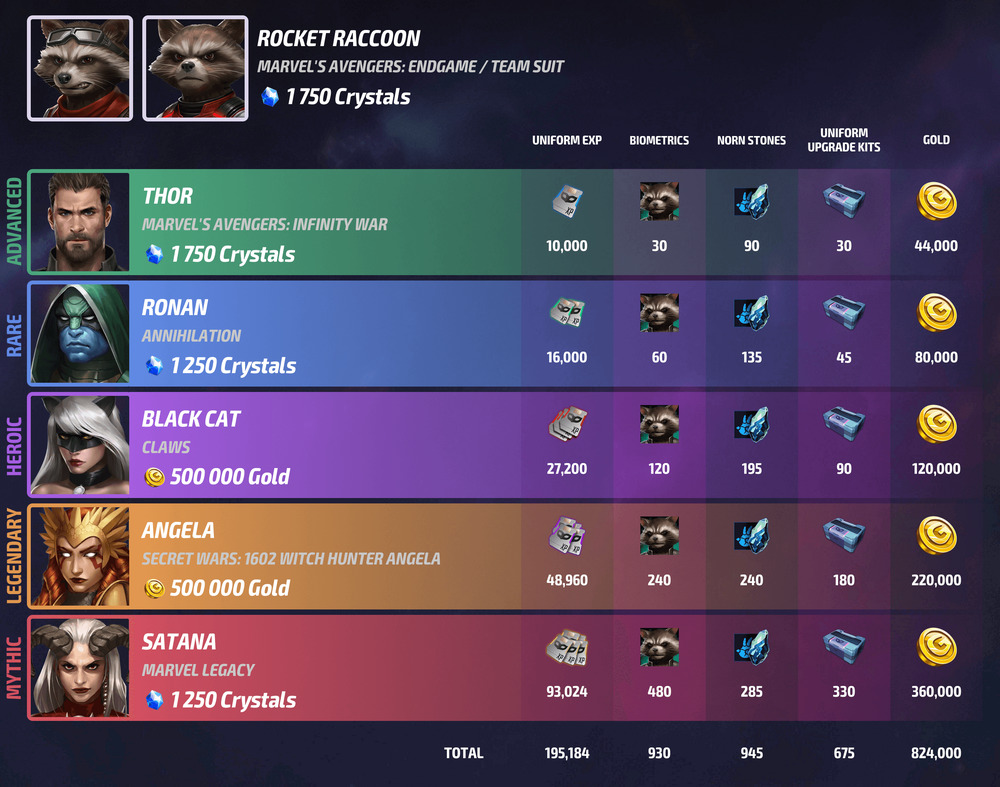 ROCKET RACCOON
MARVEL'S AVENGERS: ENDGAME / TEAM SUIT
1 750 Crystals
UNIFORM EXP BIOMETRICS NORN STONES UNIFORM UPGRADE KITS GOLD
ADVANCED
THOR
MARVEL'S AVENGERS: INFINITY WAR
1 750 Crystals
10,000 30 90 30 44,000
RARE
RONAN
ANNIHILATION
1 250 Crystals
16,000 60 135 45 80,000
HEROIC
BLACK CAT
CLAWS
500 000 Gold
27,200 120 195 90 120,000
LEGENDARY
ANGELA
SECRET WARS: 1602 WITCH HUNTER ANGELA
500 000 Gold
48,960 240 240 180 220,000
MYTHIC
SATANA
MARVEL LEGACY
1 250 Crystals
93,024 480 285 330 360,000
TOTAL 195,184 930 945 675 824,000